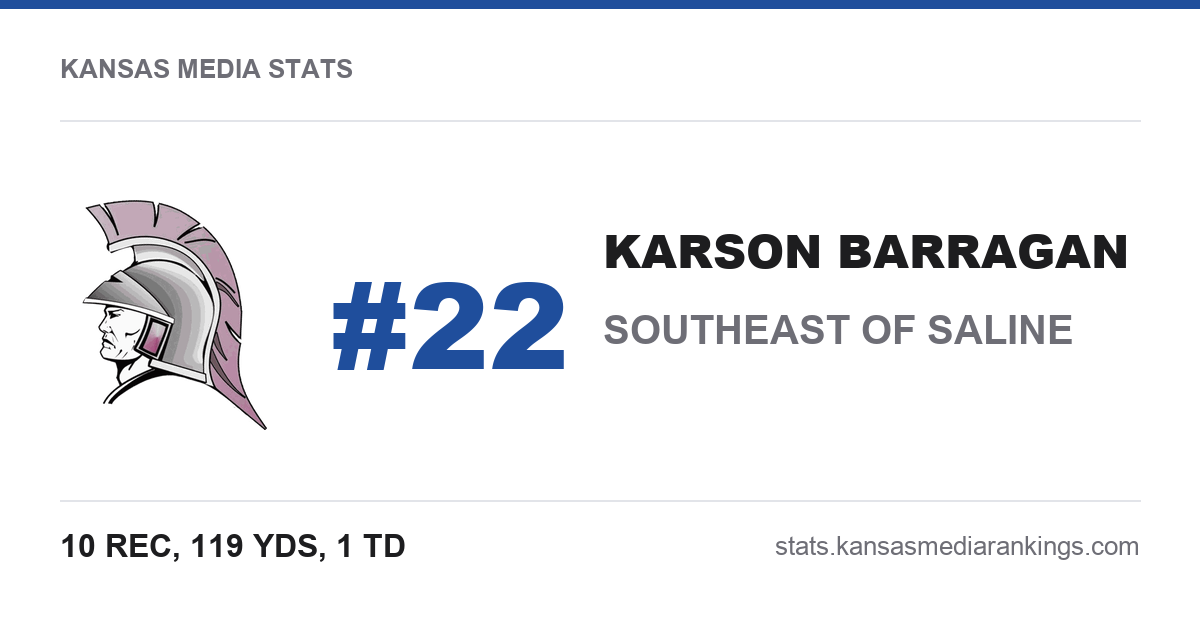 KANSAS MEDIA STATS
#22
KARSON BARRAGAN
SOUTHEAST OF SALINE
10 REC, 119 YDS, 1 TD
stats.kansasmediarankings.com